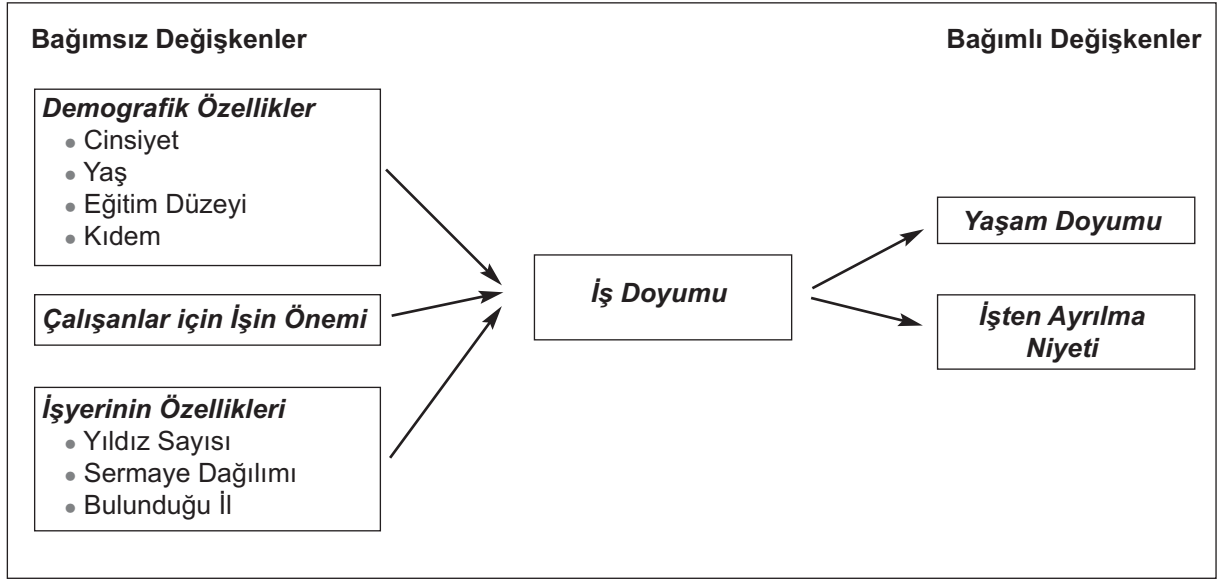 Bağımsız Değişkenler
Bağımlı Değişkenler
Demografik Özellikler
• Cinsiyet
• Yaş
• Eğitim Düzeyi
• Kıdem
Çalışanlar için İşin Önemi
İşyerinin Özellikleri
• Yıldız Sayısı
• Sermaye Dağılımı
• Bulunduğu İl
İş Doyumu
Yaşam Doyumu
İşten Ayrılma
Niyeti